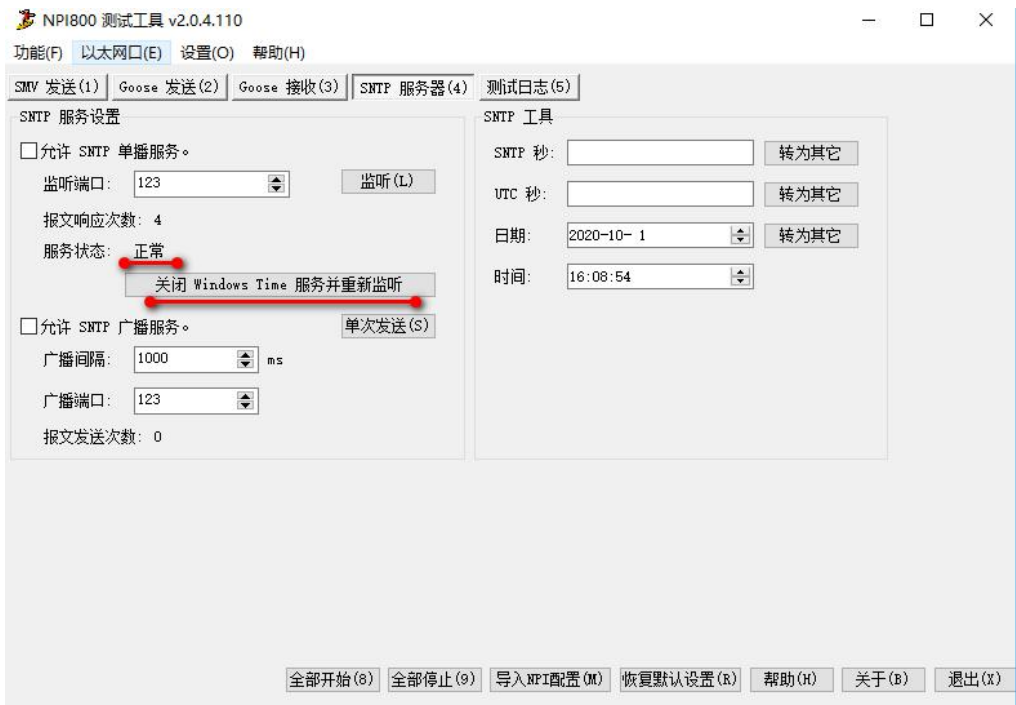 NPI800 测试工具 v2.0.4.110
功能(F) 以太网口(E) 设置(O) 帮助(H)
SMV 发送(1) Goose 发送(2) Goose 接收(3) SNTP 服务器(4) 测试日志(5)
SNTP 服务设置
允许 SNTP 单播服务。
监听端口: 123 监听(L)
报文响应次数: 4
服务状态: 正常
关闭 Windows Time 服务并重新监听
允许 SNTP 广播服务。 单次发送(S)
广播间隔: 1000 ms
广播端口: 123
报文发送次数: 0
SNTP 工具
SNTP 秒: 转为其它
UTC 秒: 转为其它
日期: 2020-10- 1 转为其它
时间: 16:08:54
全部开始(8) 全部停止(9) 导入NPI配置(M) 恢复默认设置(R) 帮助(H) 关于(B) 退出(X)